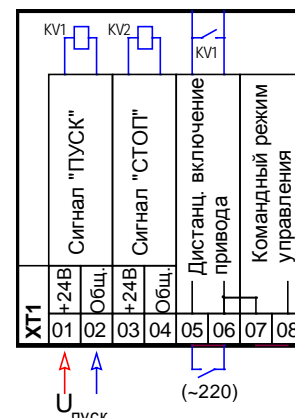 KV1
KV2
KV1
Сигнал "ПУСК"
Сигнал "СТОП"
Дистанц. включение
привода
Командный режим
управления
XT1
+24В
Общ.
+24В
Общ.
01 02 03 04 05 06 07 08
(~220)
Uпуск